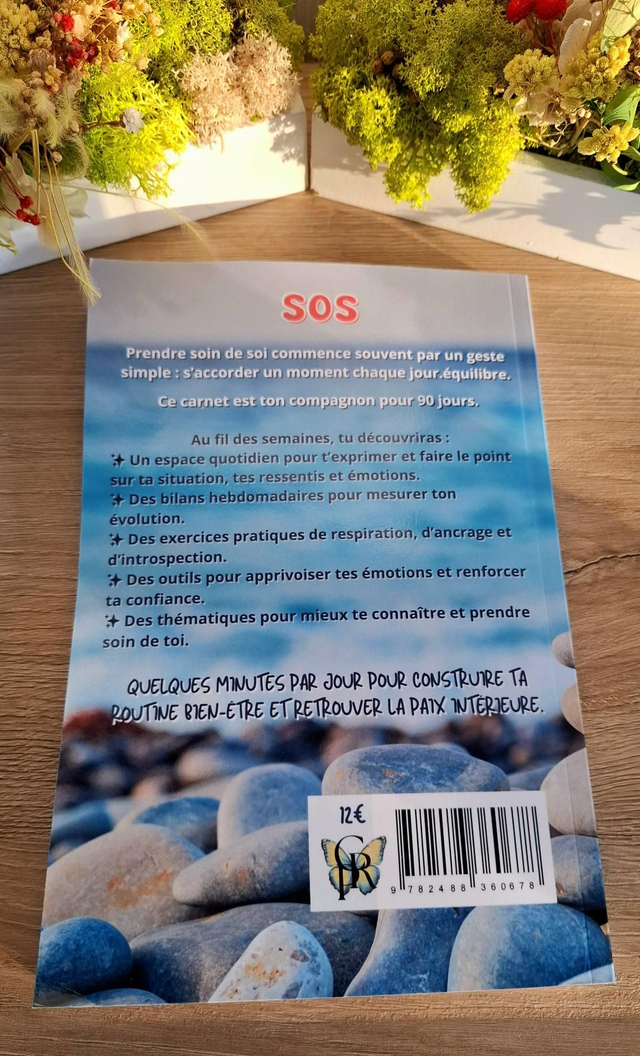 SOS
Prendre soin de soi commence souvent par un geste
simple : s'accorder un moment chaque jour.équilibre.
Ce carnet est ton compagnon pour 90 jours.
Au fil des semaines, tu découvriras :
✨ Un espace quotidien pour t'exprimer et faire le point
sur ta situation, tes ressentis et émotions.
✨ Des bilans hebdomadaires pour mesurer ton
évolution.
✨ Des exercices pratiques de respiration, d'ancrage et
d'introspection.
✨ Des outils pour apprivoiser tes émotions et renforcer
ta confiance.
✨ Des thématiques pour mieux te connaître et prendre
soin de toi.
QUELQUES MINUTES PAR JOUR POUR CONSTRUIRE TA
ROUTINE BIEN-ÊTRE ET RETROUVER LA PAIX INTÉRIEURE.
12€
9 782488 360678